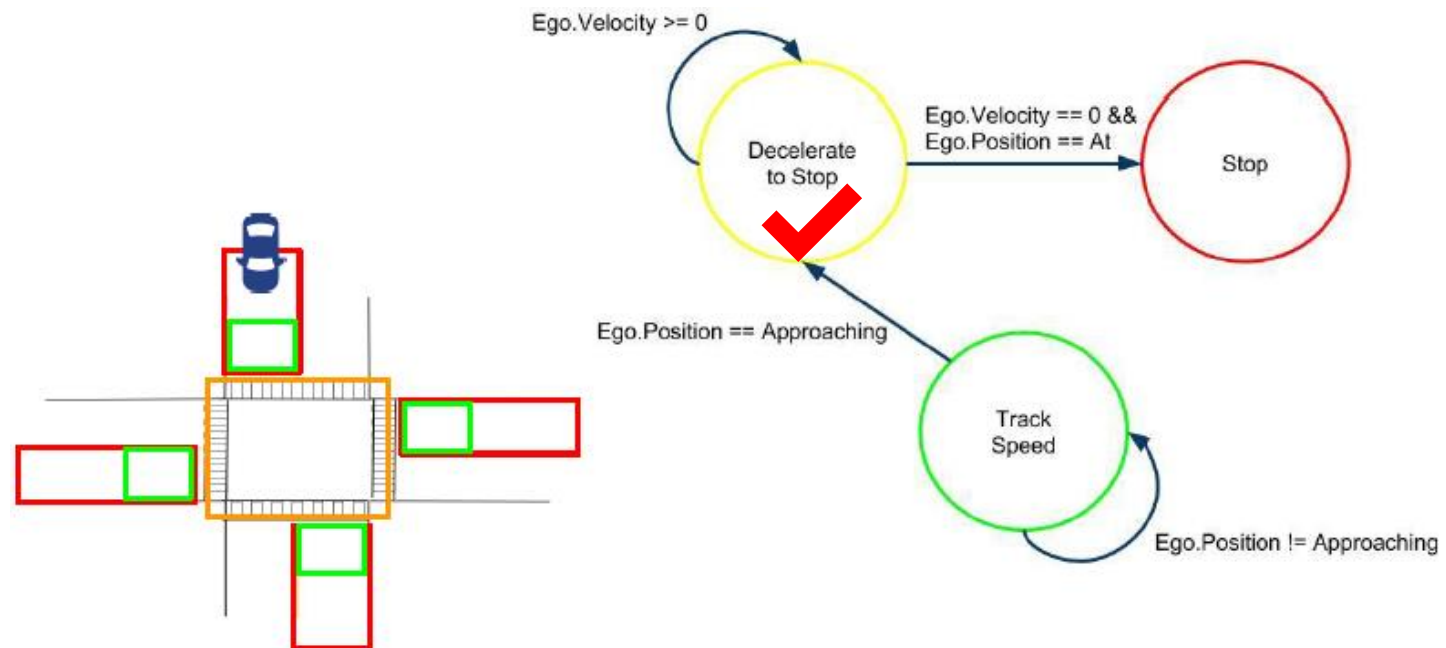 Ego.Velocity >= 0
Decelerate
to Stop
Ego.Velocity == 0 &&
Ego.Position == At
Stop
Ego.Position == Approaching
Track
Speed
Ego.Position != Approaching